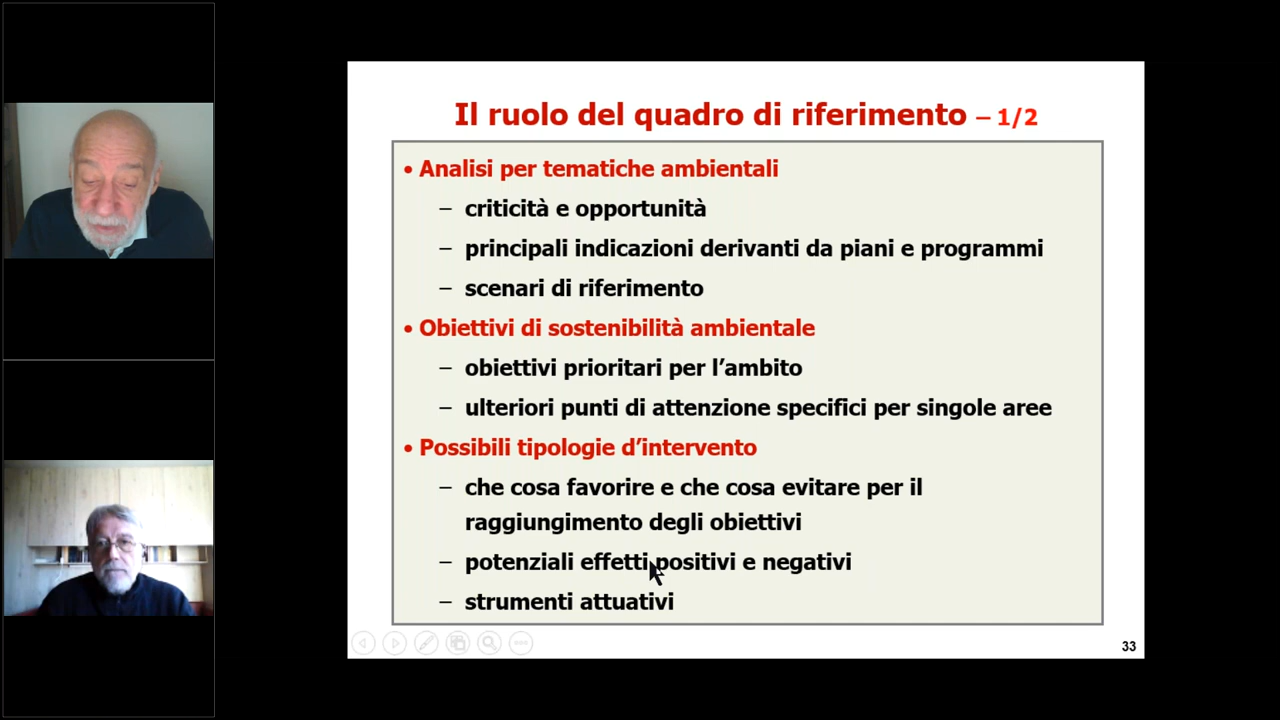 Il ruolo del quadro di riferimento – 1/2
• Analisi per tematiche ambientali
– criticità e opportunità
– principali indicazioni derivanti da piani e programmi
– scenari di riferimento
• Obiettivi di sostenibilità ambientale
– obiettivi prioritari per l’ambito
– ulteriori punti di attenzione specifici per singole aree
• Possibili tipologie d’intervento
– che cosa favorire e che cosa evitare per il
raggiungimento degli obiettivi
– potenziali effetti positivi e negativi
– strumenti attuativi
33